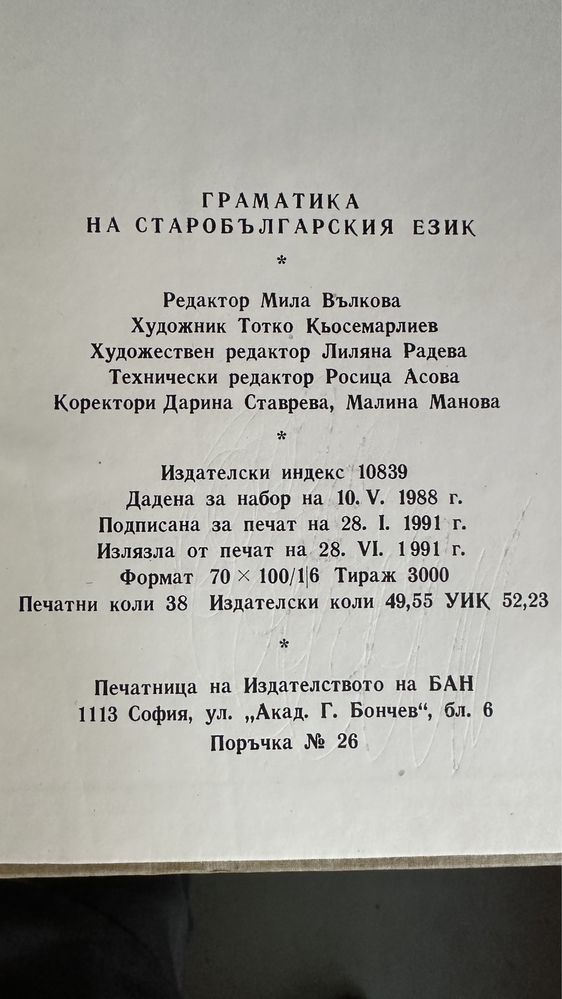 ГРАМАТИКА
НА СТАРОБЪЛГАРСКИЯ ЕЗИК
*
Редактор Мила Вълкова
Художник Тотко Кьосемарлиев
Художествен редактор Лиляна Радева
Технически редактор Росица Асова
Коректори Дарина Ставрева, Малина Манова
*
Издателски индекс 10839
Дадена за набор на 10. V. 1988 г.
Подписана за печат на 28. I. 1991 г.
Излязла от печат на 28. VI. 1991 г.
Формат 70 × 100/1|6 Тираж 3000
Печатни коли 38 Издателски коли 49,55 УИК 52,23
*
Печатница на Издателството на БАН
1113 София, ул. „Акад. Г. Бончев“, бл. 6
Поръчка № 26